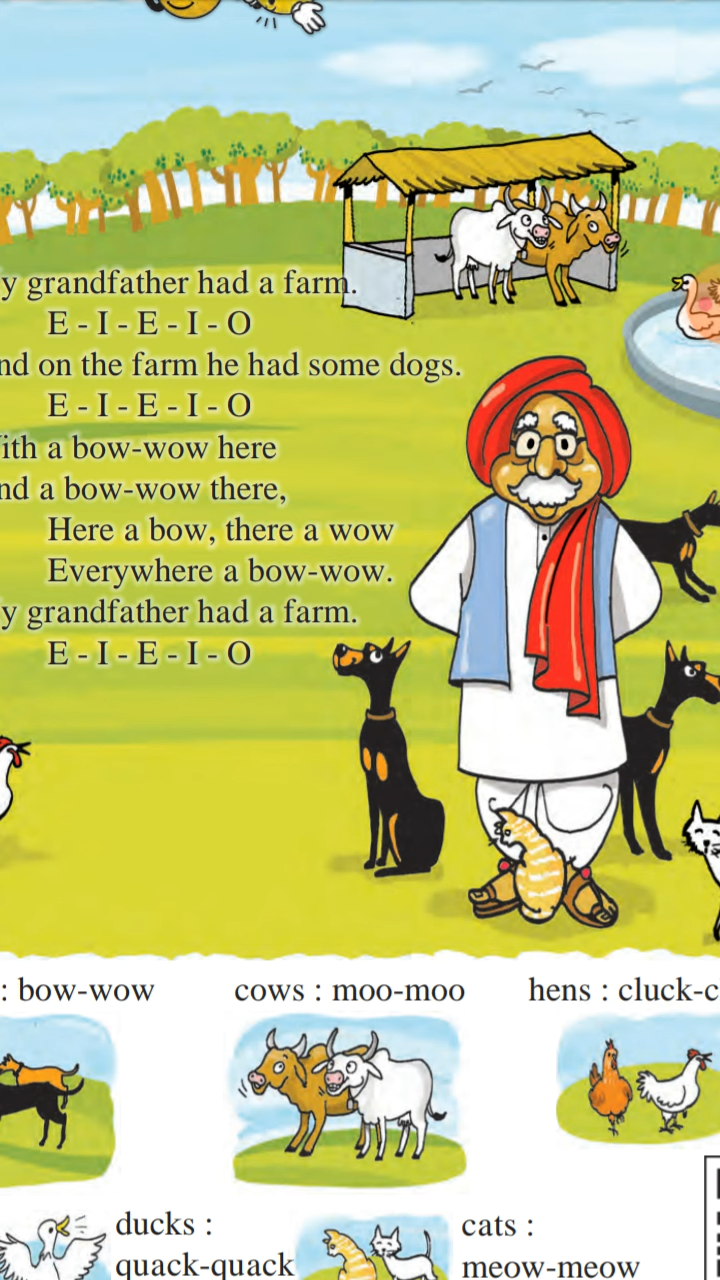 y grandfather had a farm.
E - I - E - I - O
nd on the farm he had some dogs.
E - I - E - I - O
ith a bow-wow here
nd a bow-wow there,
Here a bow, there a wow
Everywhere a bow-wow.
y grandfather had a farm.
E - I - E - I - O
: bow-wow cows : moo-moo hens : cluck-c
ducks : cats :
quack-quack meow-meow